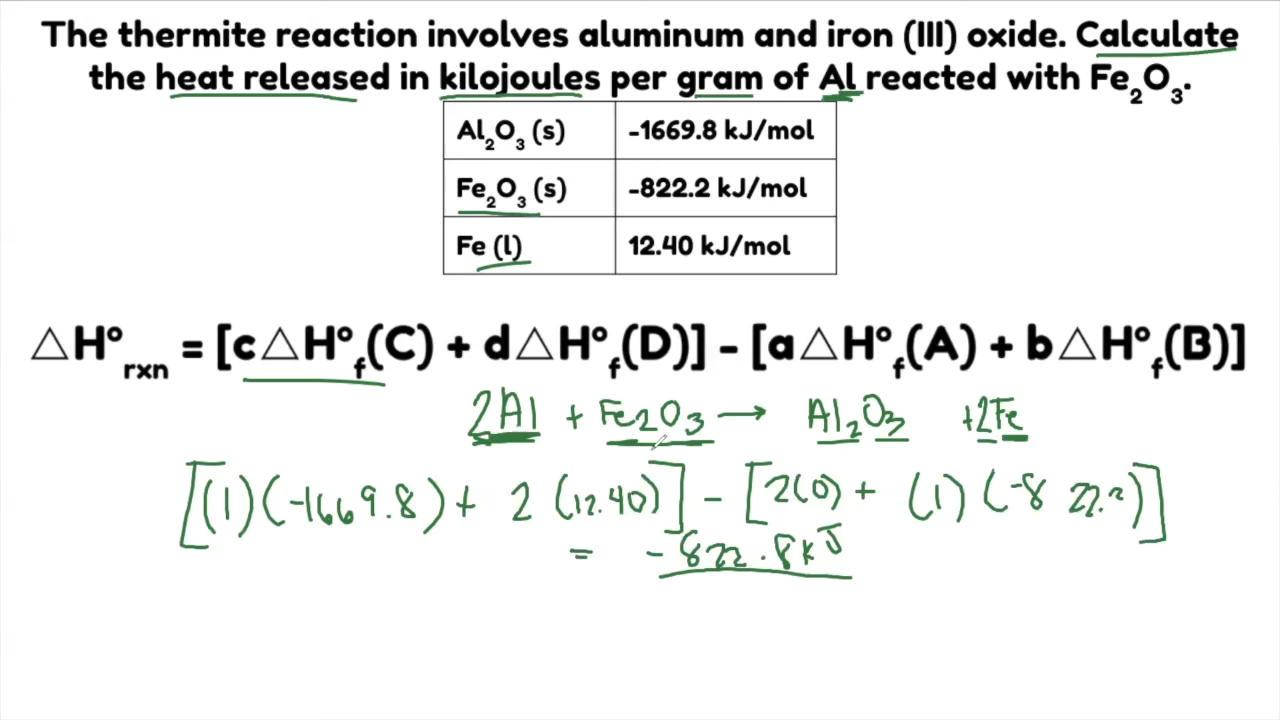 The thermite reaction involves aluminum and iron (III) oxide. Calculate
the heat released in kilojoules per gram of Al reacted with Fe₂O₃.
Al₂O₃ (s) -1669.8 kJ/mol
Fe₂O₃ (s) -822.2 kJ/mol
Fe (l) 12.40 kJ/mol
△H°rxn = [c△H°f(C) + d△H°f(D)] - [a△H°f(A) + b△H°f(B)]
2Al + Fe2O3 → Al2O3 +2Fe
[(1)(-1669.8) + 2 (12.40)] - [2(0) + (1)(-822.2)]
= -822.8kJ